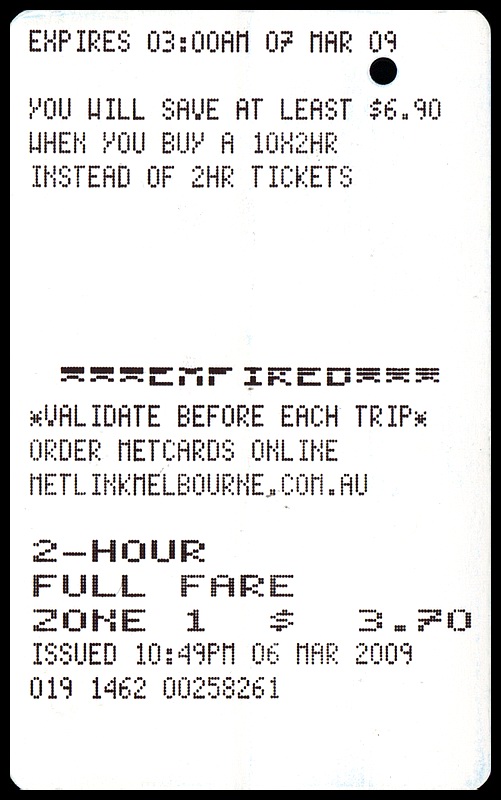 EXPIRES 03:00AM 07 MAR 09
YOU WILL SAVE AT LEAST $6.90
WHEN YOU BUY A 10X2HR
INSTEAD OF 2HR TICKETS
***EXPIRED***
*VALIDATE BEFORE EACH TRIP*
ORDER METCARDS ONLINE
METLINKMELBOURNE.COM.AU
2-HOUR
FULL FARE
ZONE 1 $ 3.70
ISSUED 10:49PM 06 MAR 2009
019 1462 00258261